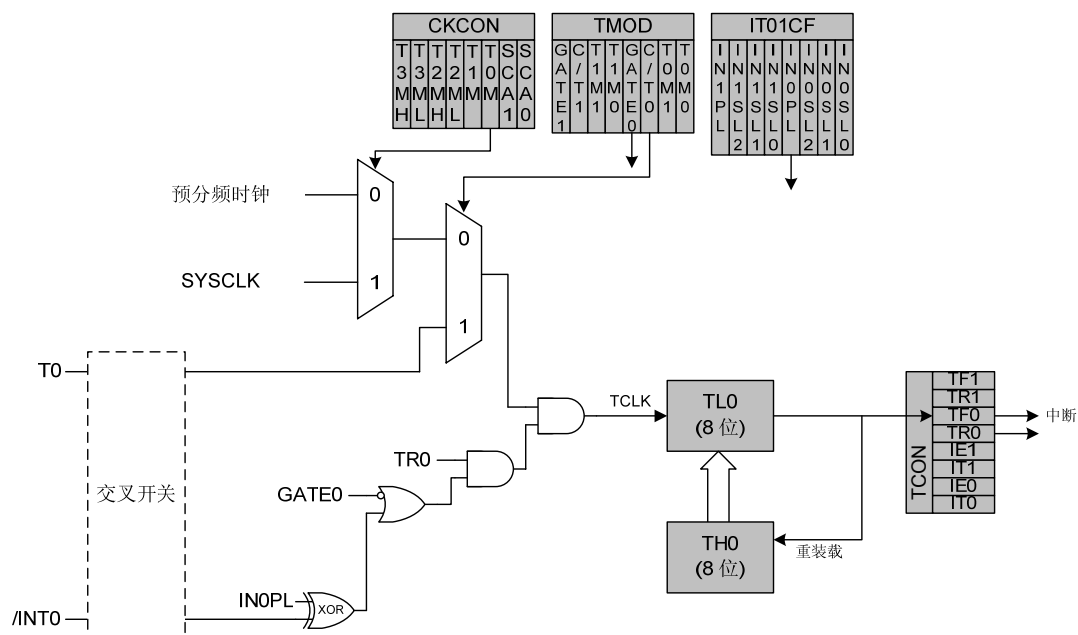 CKCON
T3MH
T3ML
T2MH
T2ML
T1M
T0M
SCA1
SCA0
TMOD
GATE1
C/T1
T1M1
T1M0
GATE0
C/T0
T0M1
T0M0
IT01CF
IN1PL
IN1SL2
IN1SL1
IN1SL0
IN0PL
IN0SL2
IN0SL1
IN0SL0
预分频时钟
0
SYSCLK
1
0
1
T0
TCLK
TL0
(8 位)
TCON
TF1
TR1
TF0
TR0
IE1
IT1
IE0
IT0
中断
TR0
交叉开关
GATE0
TH0
(8 位)
重装载
IN0PL
XOR
/INT0